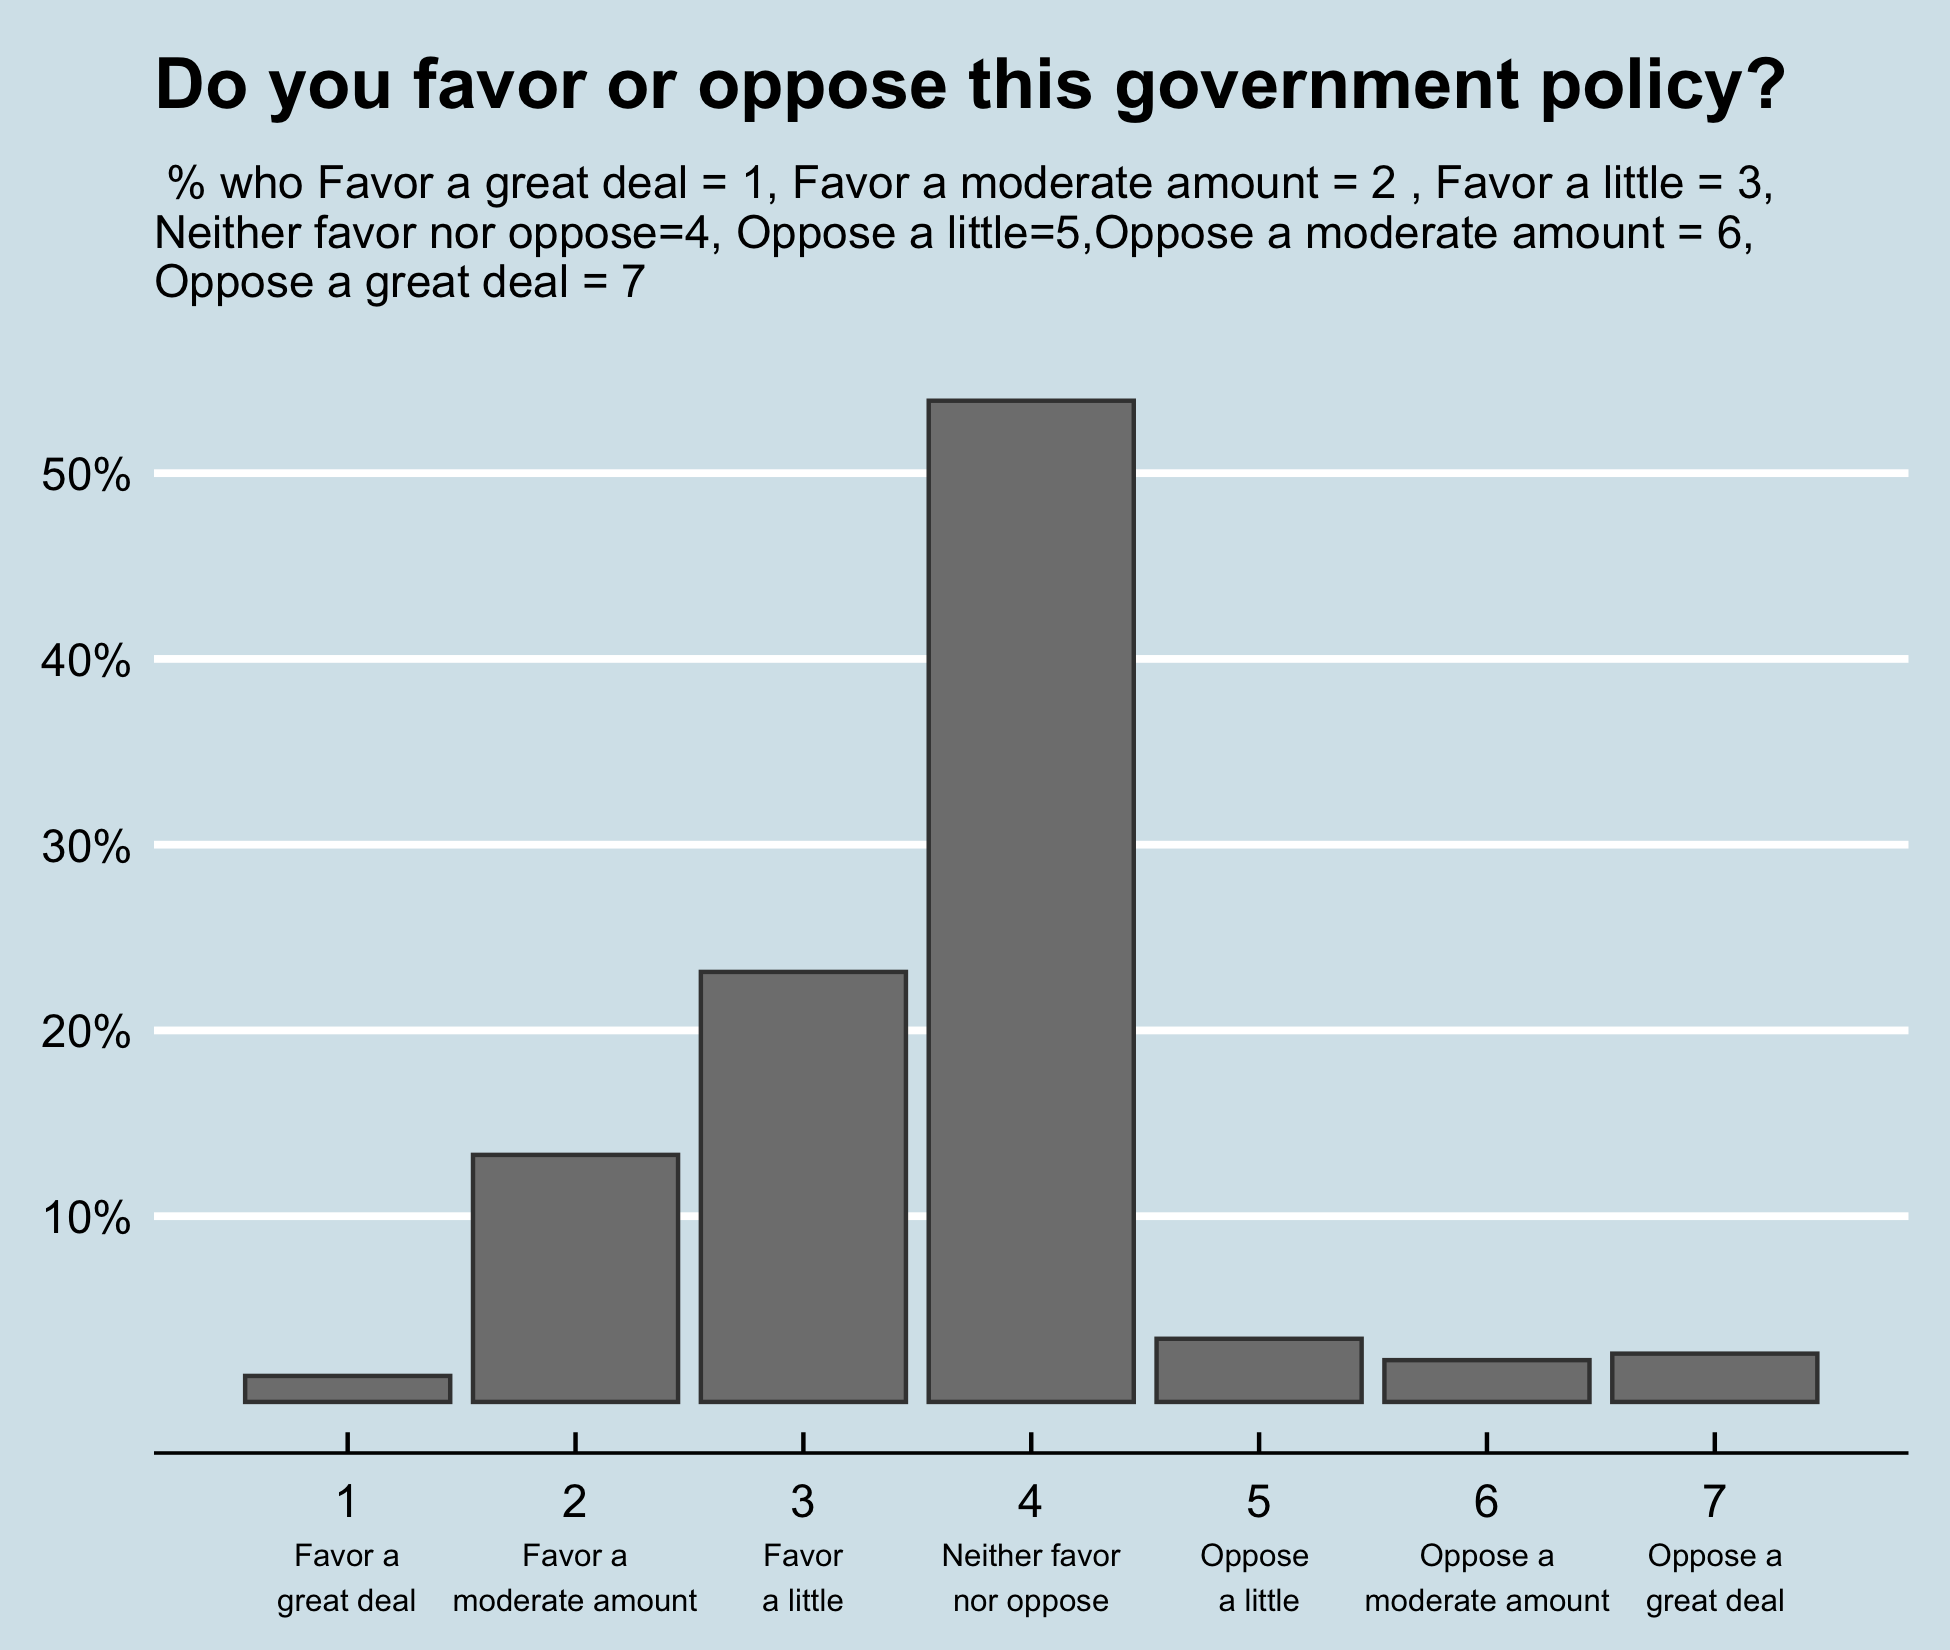 Do you favor or oppose this government policy?
% who Favor a great deal = 1, Favor a moderate amount = 2 , Favor a little = 3,
Neither favor nor oppose=4, Oppose a little=5,Oppose a moderate amount = 6,
Oppose a great deal = 7
50%
40%
30%
20%
10%
1 2 3 4 5 6 7
Favor a Favor a Favor Neither favor Oppose Oppose a Oppose a
great deal moderate amount a little nor oppose a little moderate amount great deal